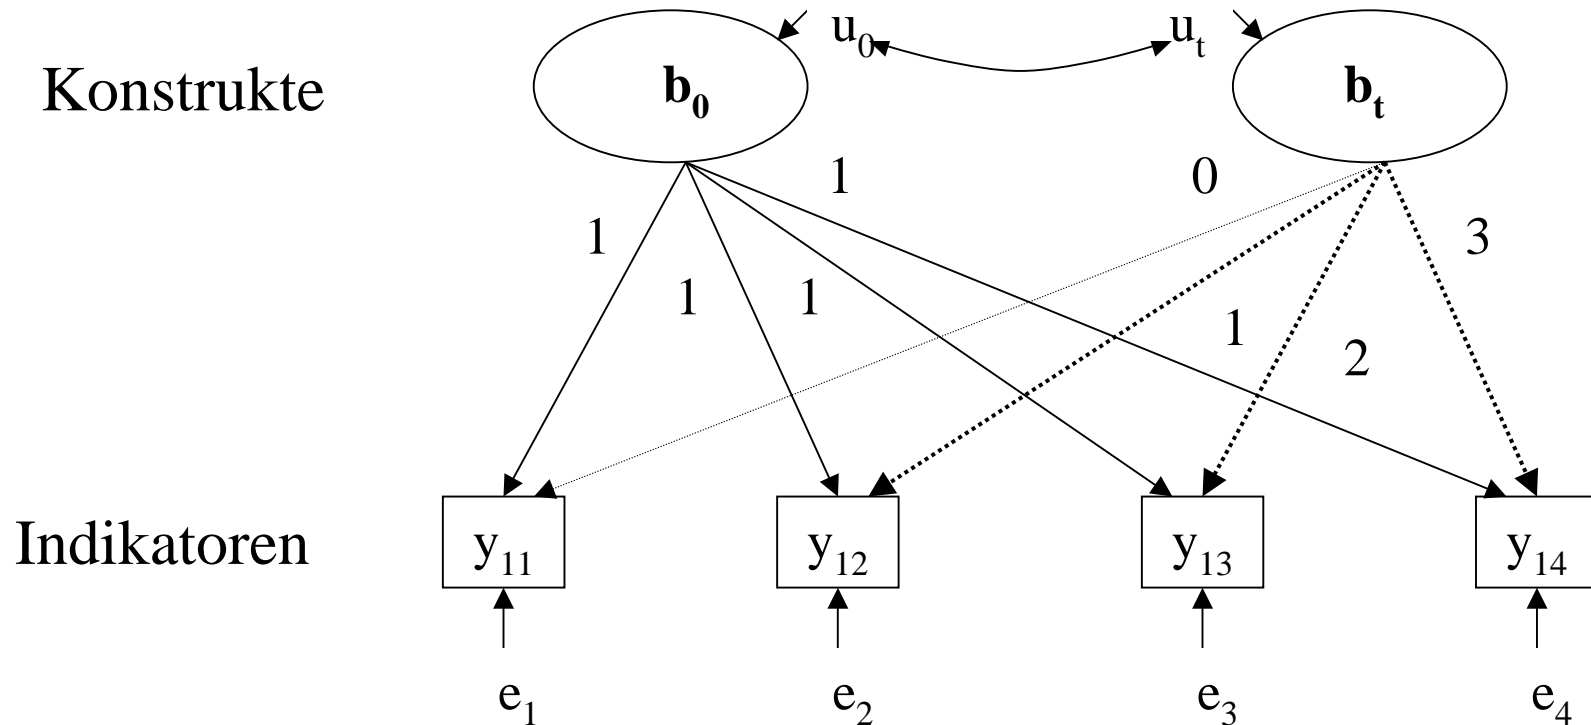 u₀ uₜ
Konstrukte b₀ bₜ
1 0
1 3
1 1
1
2
Indikatoren y₁₁ y₁₂ y₁₃ y₁₄
e₁ e₂ e₃ e₄